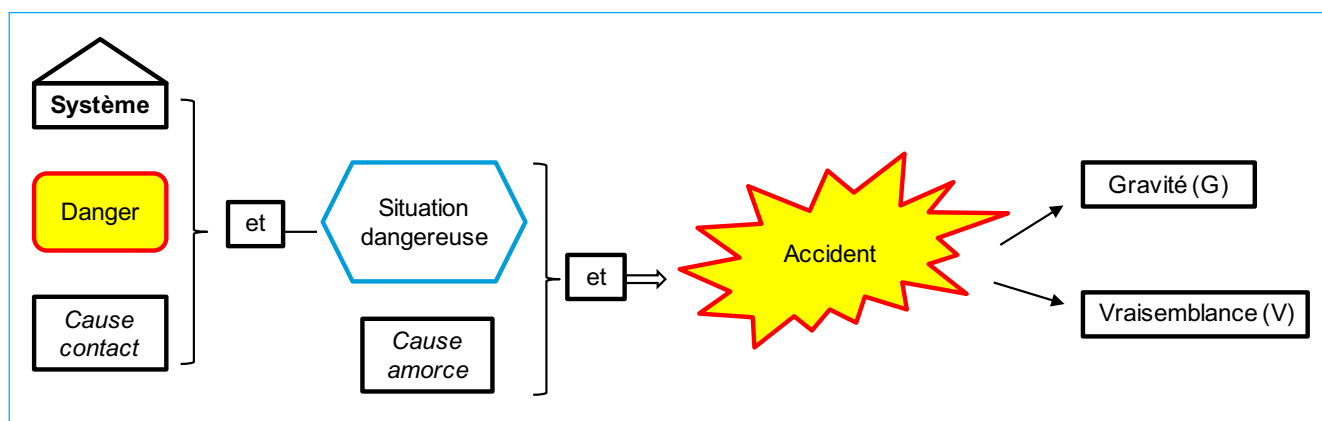 Système
Danger
Cause
contact
et
Situation
dangereuse
Cause
amorce
et
Accident
Gravité (G)
Vraisemblance (V)